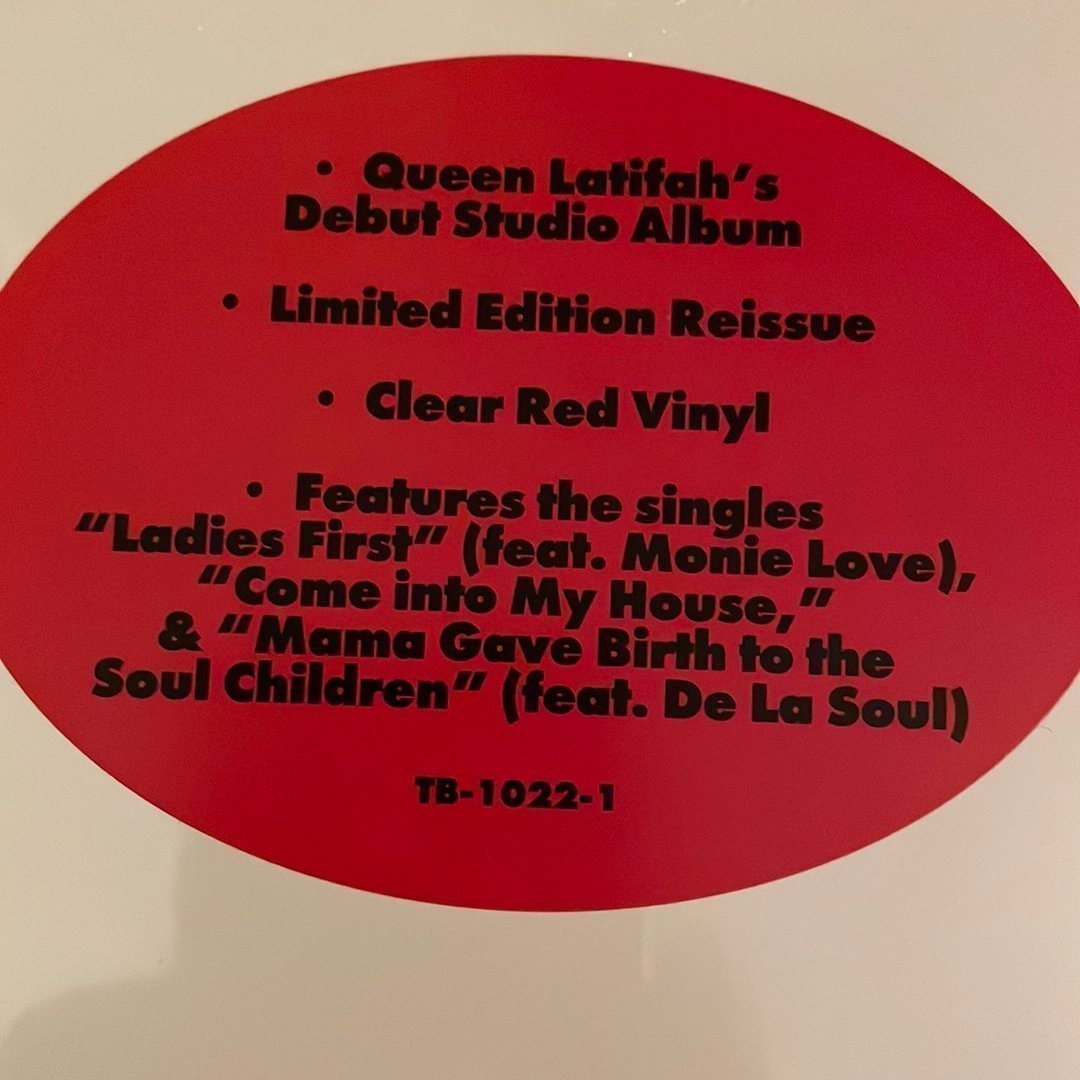 • Queen Latifah's
Debut Studio Album
• Limited Edition Reissue
• Clear Red Vinyl
• Features the singles
"Ladies First" (feat. Monie Love),
"Come into My House,"
& "Mama Gave Birth to the
Soul Children" (feat. De La Soul)
TB-1022-1